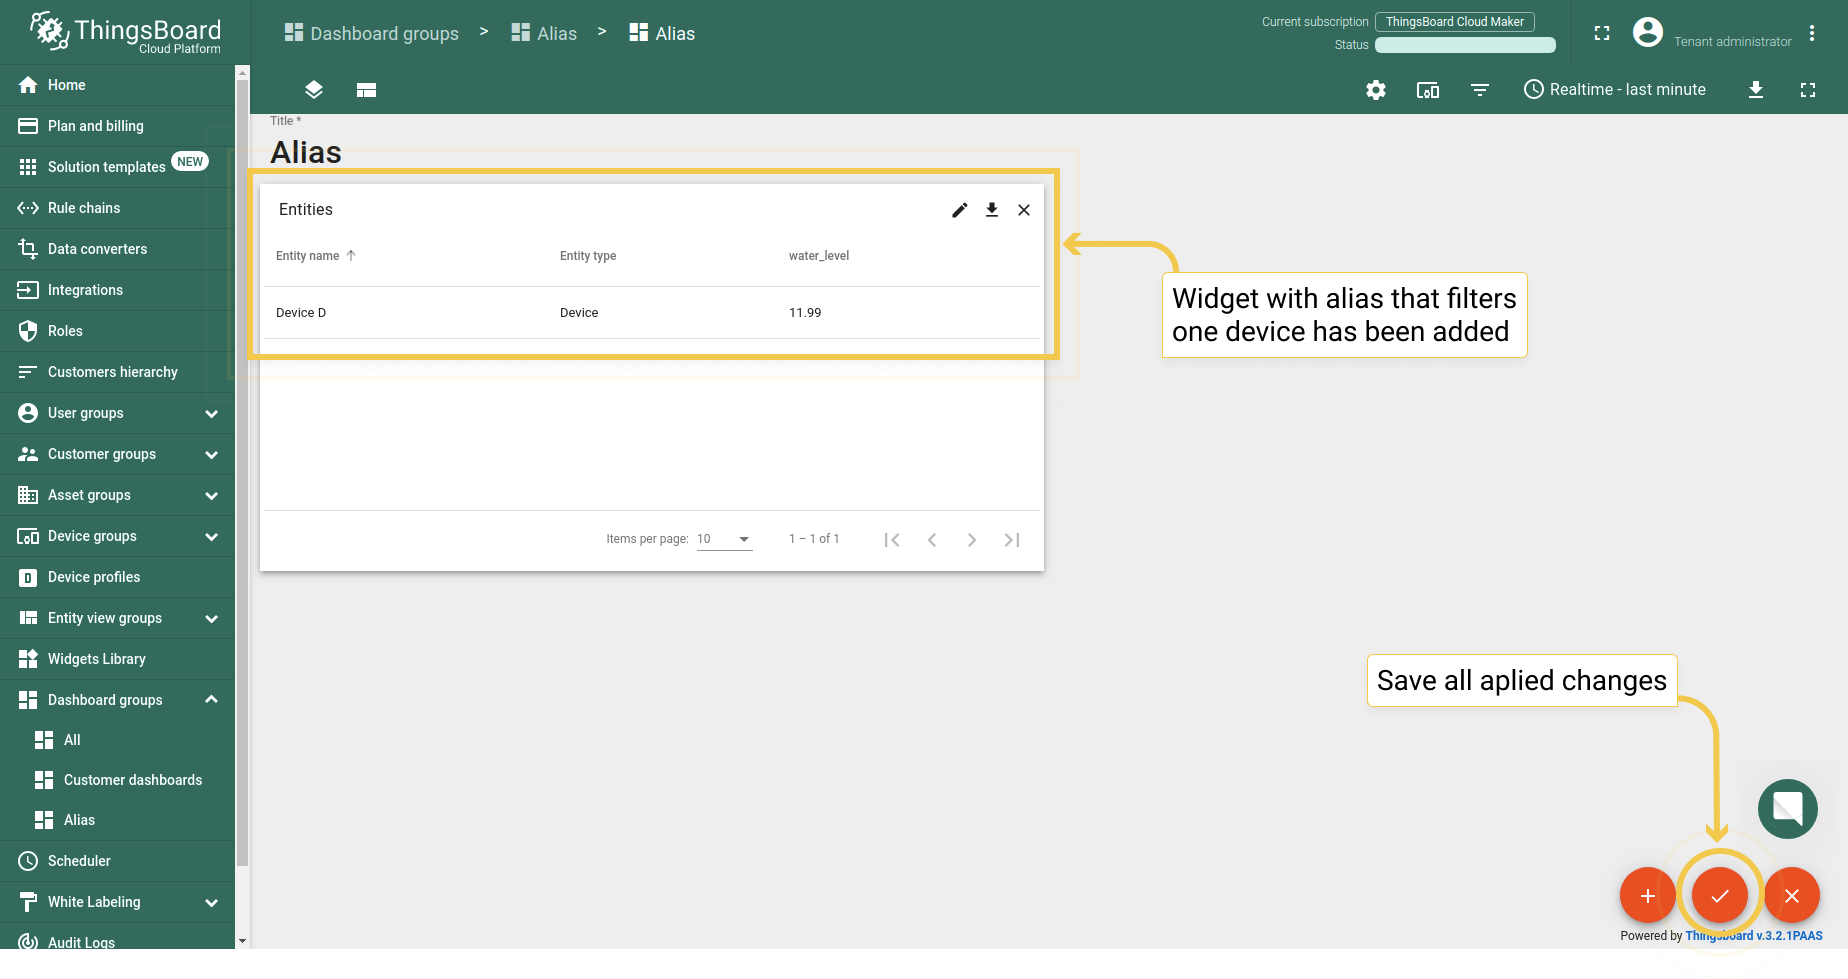 ThingsBoard
Cloud Platform
Dashboard groups > Alias > Alias
Current subscription ThingsBoard Cloud Maker
Status
Tenant administrator
Realtime - last minute
Home
Plan and billing
Solution templates NEW
Rule chains
Data converters
Integrations
Roles
Customers hierarchy
User groups
Customer groups
Asset groups
Device groups
Device profiles
Entity view groups
Widgets Library
Dashboard groups
All
Customer dashboards
Alias
Scheduler
White Labeling
Audit Logs
Title *
Alias
Entities
Entity name Entity type water_level
Device D Device 11.99
Items per page: 10 1 – 1 of 1
Widget with alias that filters
one device has been added
Save all aplied changes
Powered by Thingsboard v.3.2.1PAAS